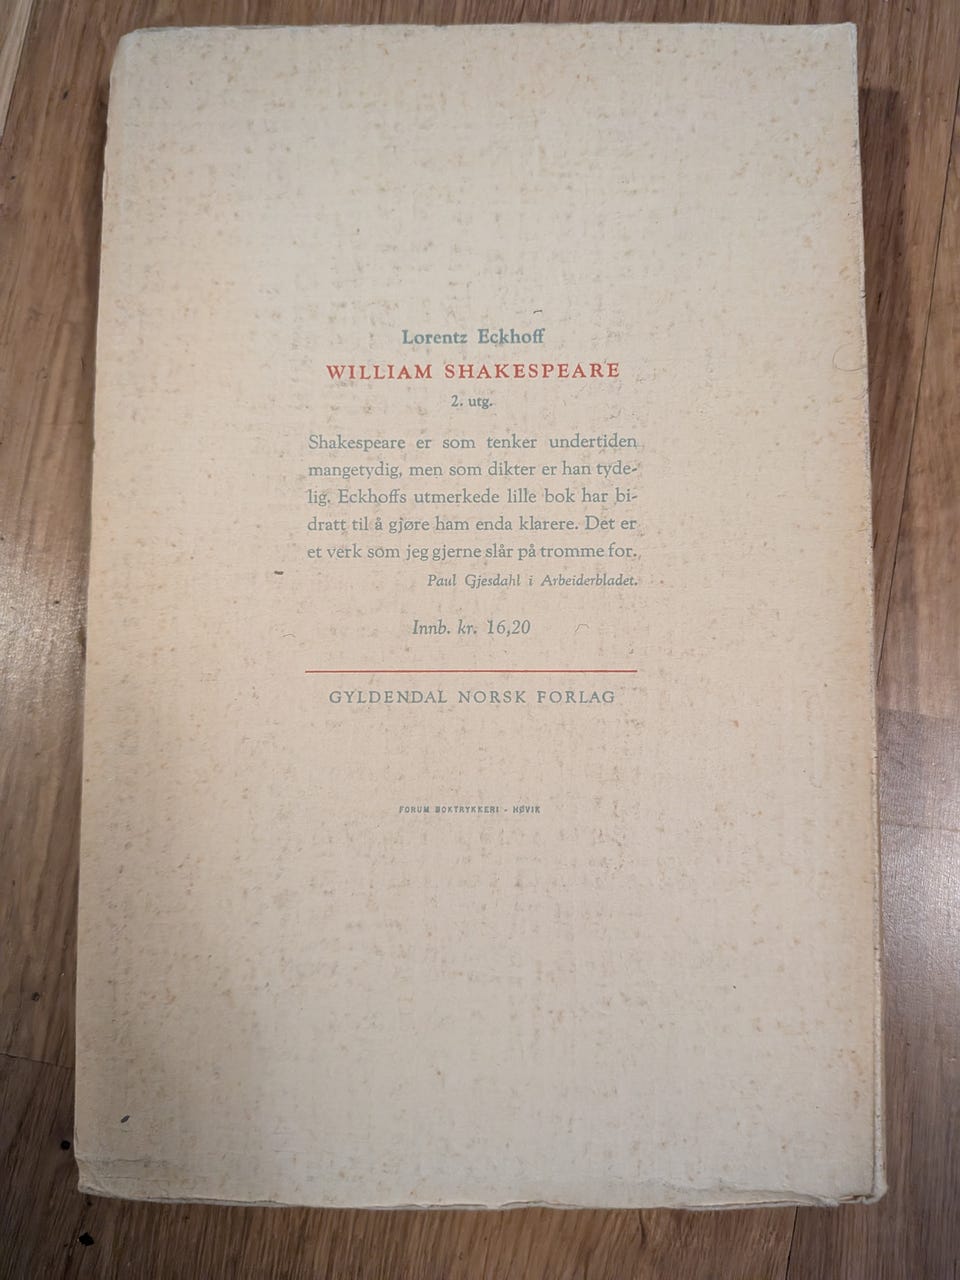 Lorentz Eckhoff
WILLIAM SHAKESPEARE
2. utg.
Shakespeare er som tenker undertiden
mangetydig, men som dikter er han tyde-
lig. Eckhoffs utmerkede lille bok har bi-
dratt til å gjøre ham enda klarere. Det er
et verk som jeg gjerne slår på tromme for.
Paul Gjesdahl i Arbeiderbladet.
Innb. kr. 16,20
GYLDENDAL NORSK FORLAG
FORUM BOKTRYKKERI - HØVIK